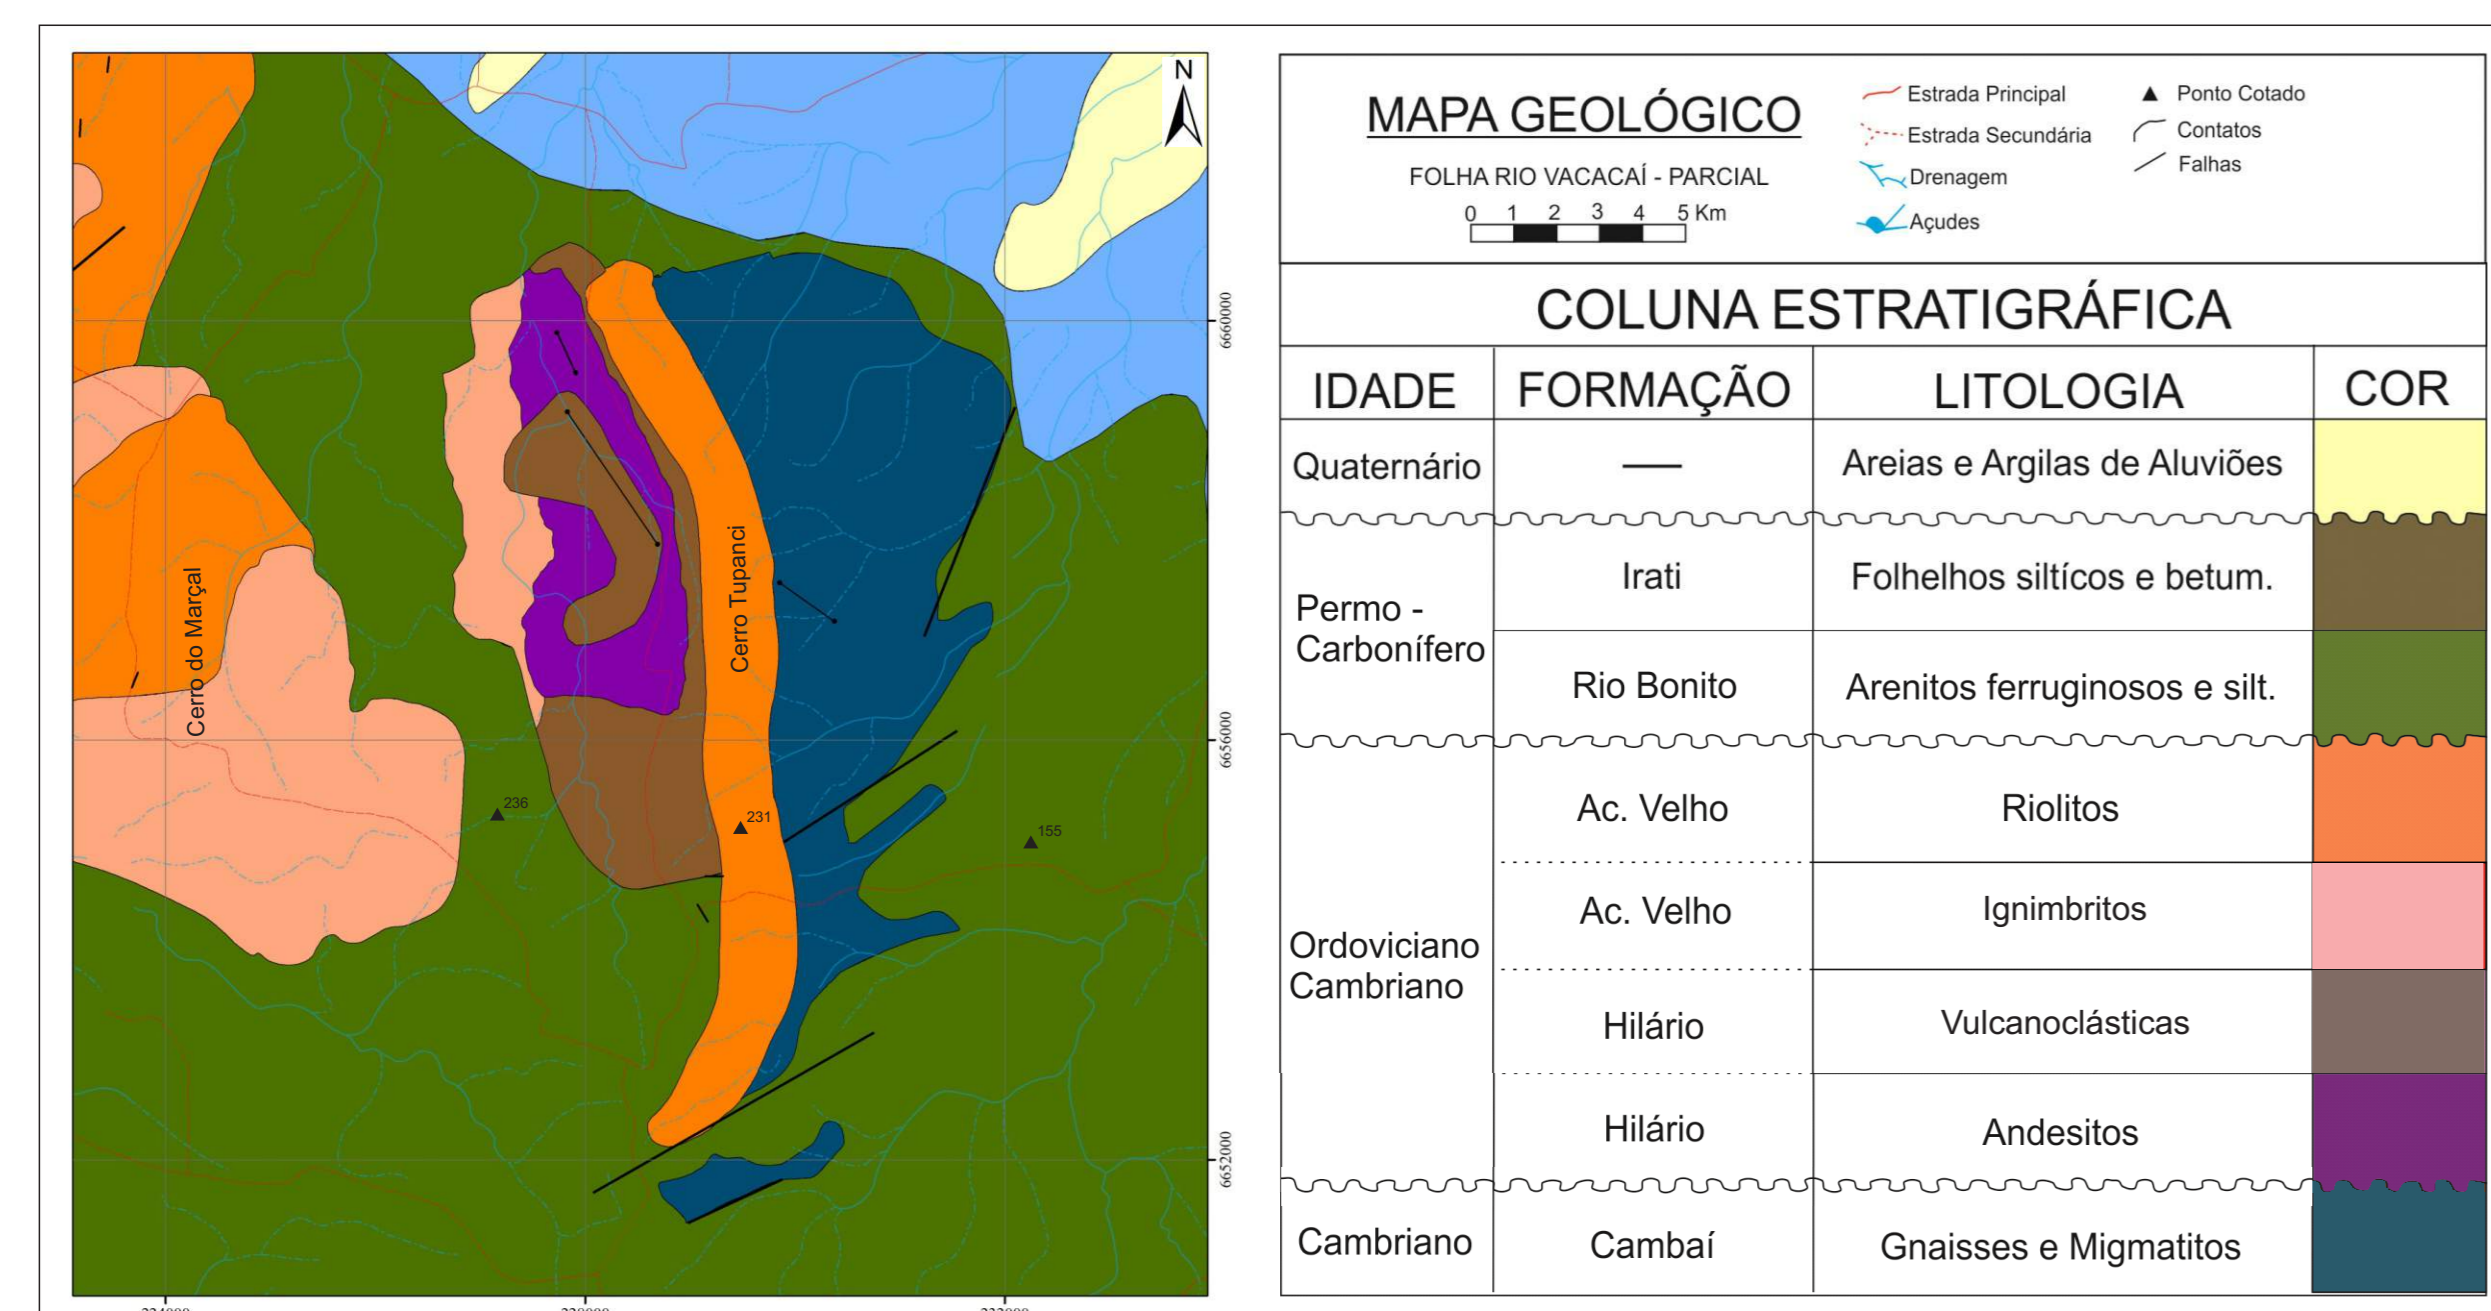 N
Cerro do Marçal
Cerro Tupanci
236
231
155
6660000
6656000
6652000
MAPA GEOLÓGICO
FOLHA RIO VACACAÍ - PARCIAL
0 1 2 3 4 5 Km
Estrada Principal
Estrada Secundária
Drenagem
Açudes
Ponto Cotado
Contatos
Falhas
COLUNA ESTRATIGRÁFICA
IDADE FORMAÇÃO LITOLOGIA COR
Quaternário — Areias e Argilas de Aluviões
Permo -
Carbonífero
Irati Folhelhos siltícos e betum.
Rio Bonito Arenitos ferruginosos e silt.
Ordoviciano
Cambriano
Ac. Velho Riolitos
Ac. Velho Ignimbritos
Hilário Vulcanoclásticas
Hilário Andesitos
Cambriano Cambaí Gnaisses e Migmatitos